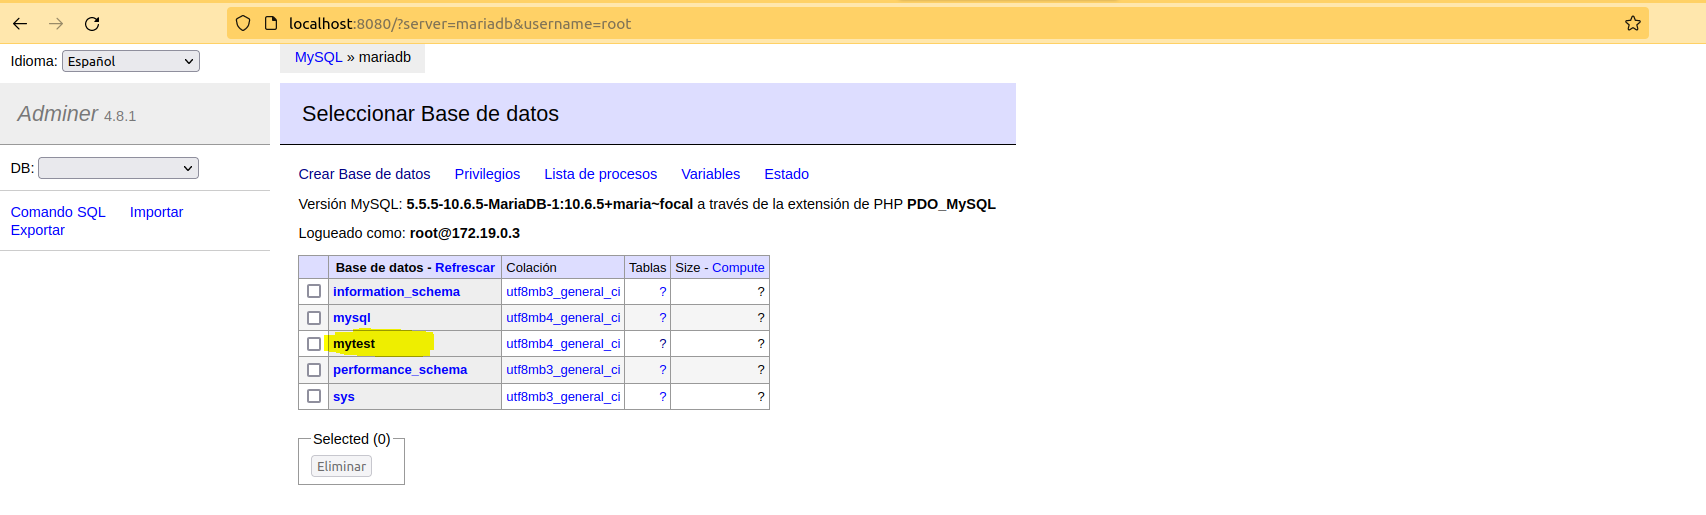 localhost:8080/?server=mariadb&username=root
Idioma: Español
MySQL » mariadb
Adminer 4.8.1
Seleccionar Base de datos
DB:
Crear Base de datos Privilegios Lista de procesos Variables Estado
Comando SQL Importar
Exportar
Versión MySQL: 5.5.5-10.6.5-MariaDB-1:10.6.5+maria~focal a través de la extensión de PHP PDO_MySQL
Logueado como: root@172.19.0.3
Base de datos - Refrescar Colación Tablas Size - Compute
information_schema utf8mb3_general_ci ? ?
mysql utf8mb4_general_ci ? ?
mytest utf8mb4_general_ci ? ?
performance_schema utf8mb3_general_ci ? ?
sys utf8mb3_general_ci ? ?
Selected (0)
Eliminar